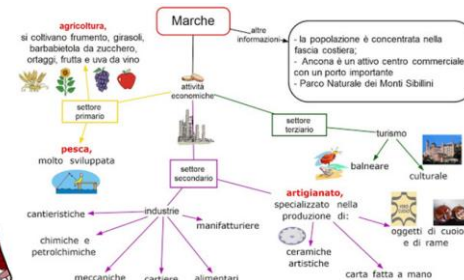 Marche
altre
informazioni
- la popolazione è concentrata nella
fascia costiera;
- Ancona è un attivo centro commerciale
con un porto importante
- Parco Naturale dei Monti Sibillini
agricoltura,
si coltivano frumento, girasoli,
barbabietola da zucchero,
ortaggi, frutta e uva da vino
attività
economiche
settore
primario
pesca,
molto sviluppata
settore
secondario
industrie
cantieristiche
chimiche e
petrolchimiche
meccaniche
cartiere
alimentari
manifatturiere
artigianato,
specializzato nella
produzione di:
ceramiche
artistiche
carta fatta a mano
oggetti di cuoio
e di rame
settore
terziario
turismo
balneare
culturale